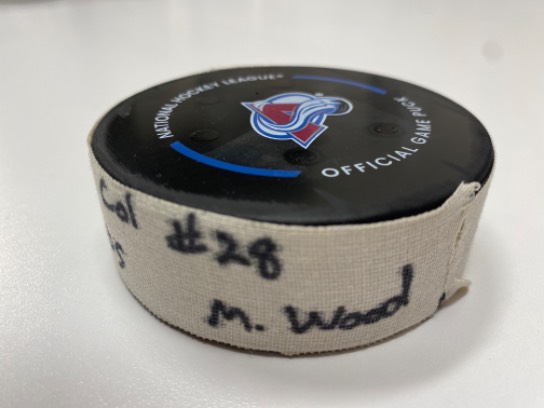 NATIONAL HOCKEY LEAGUE®
OFFICIAL GAME PUCK
Col #28
M. Wood